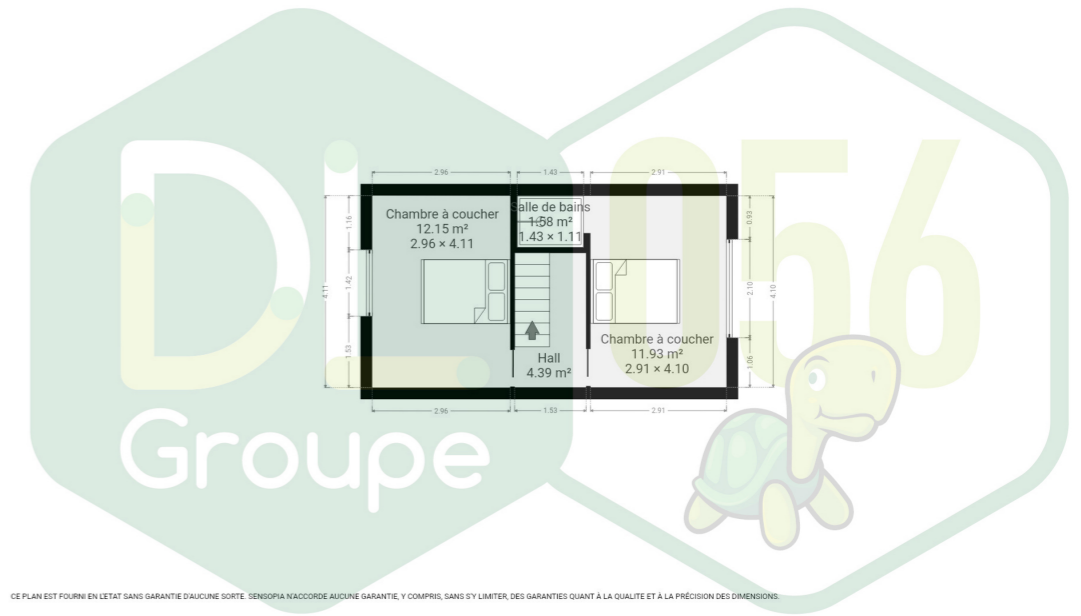 2.96
1.43
2.91
Chambre à coucher
12.15 m²
2.96 × 4.11
Salle de bains
1.58 m²
1.43 × 1.11
Chambre à coucher
11.93 m²
2.91 × 4.10
Hall
4.39 m²
4.11
1.16
1.42
1.53
0.93
2.10
1.06
4.10
2.96
1.53
2.91
Di
Groupe
056
CE PLAN EST FOURNI EN L'ETAT SANS GARANTIE D'AUCUNE SORTE. SENSOPIA N'ACCORDE AUCUNE GARANTIE, Y COMPRIS, SANS S'Y LIMITER, DES GARANTIES QUANT À LA QUALITE ET À LA PRÉCISION DES DIMENSIONS.